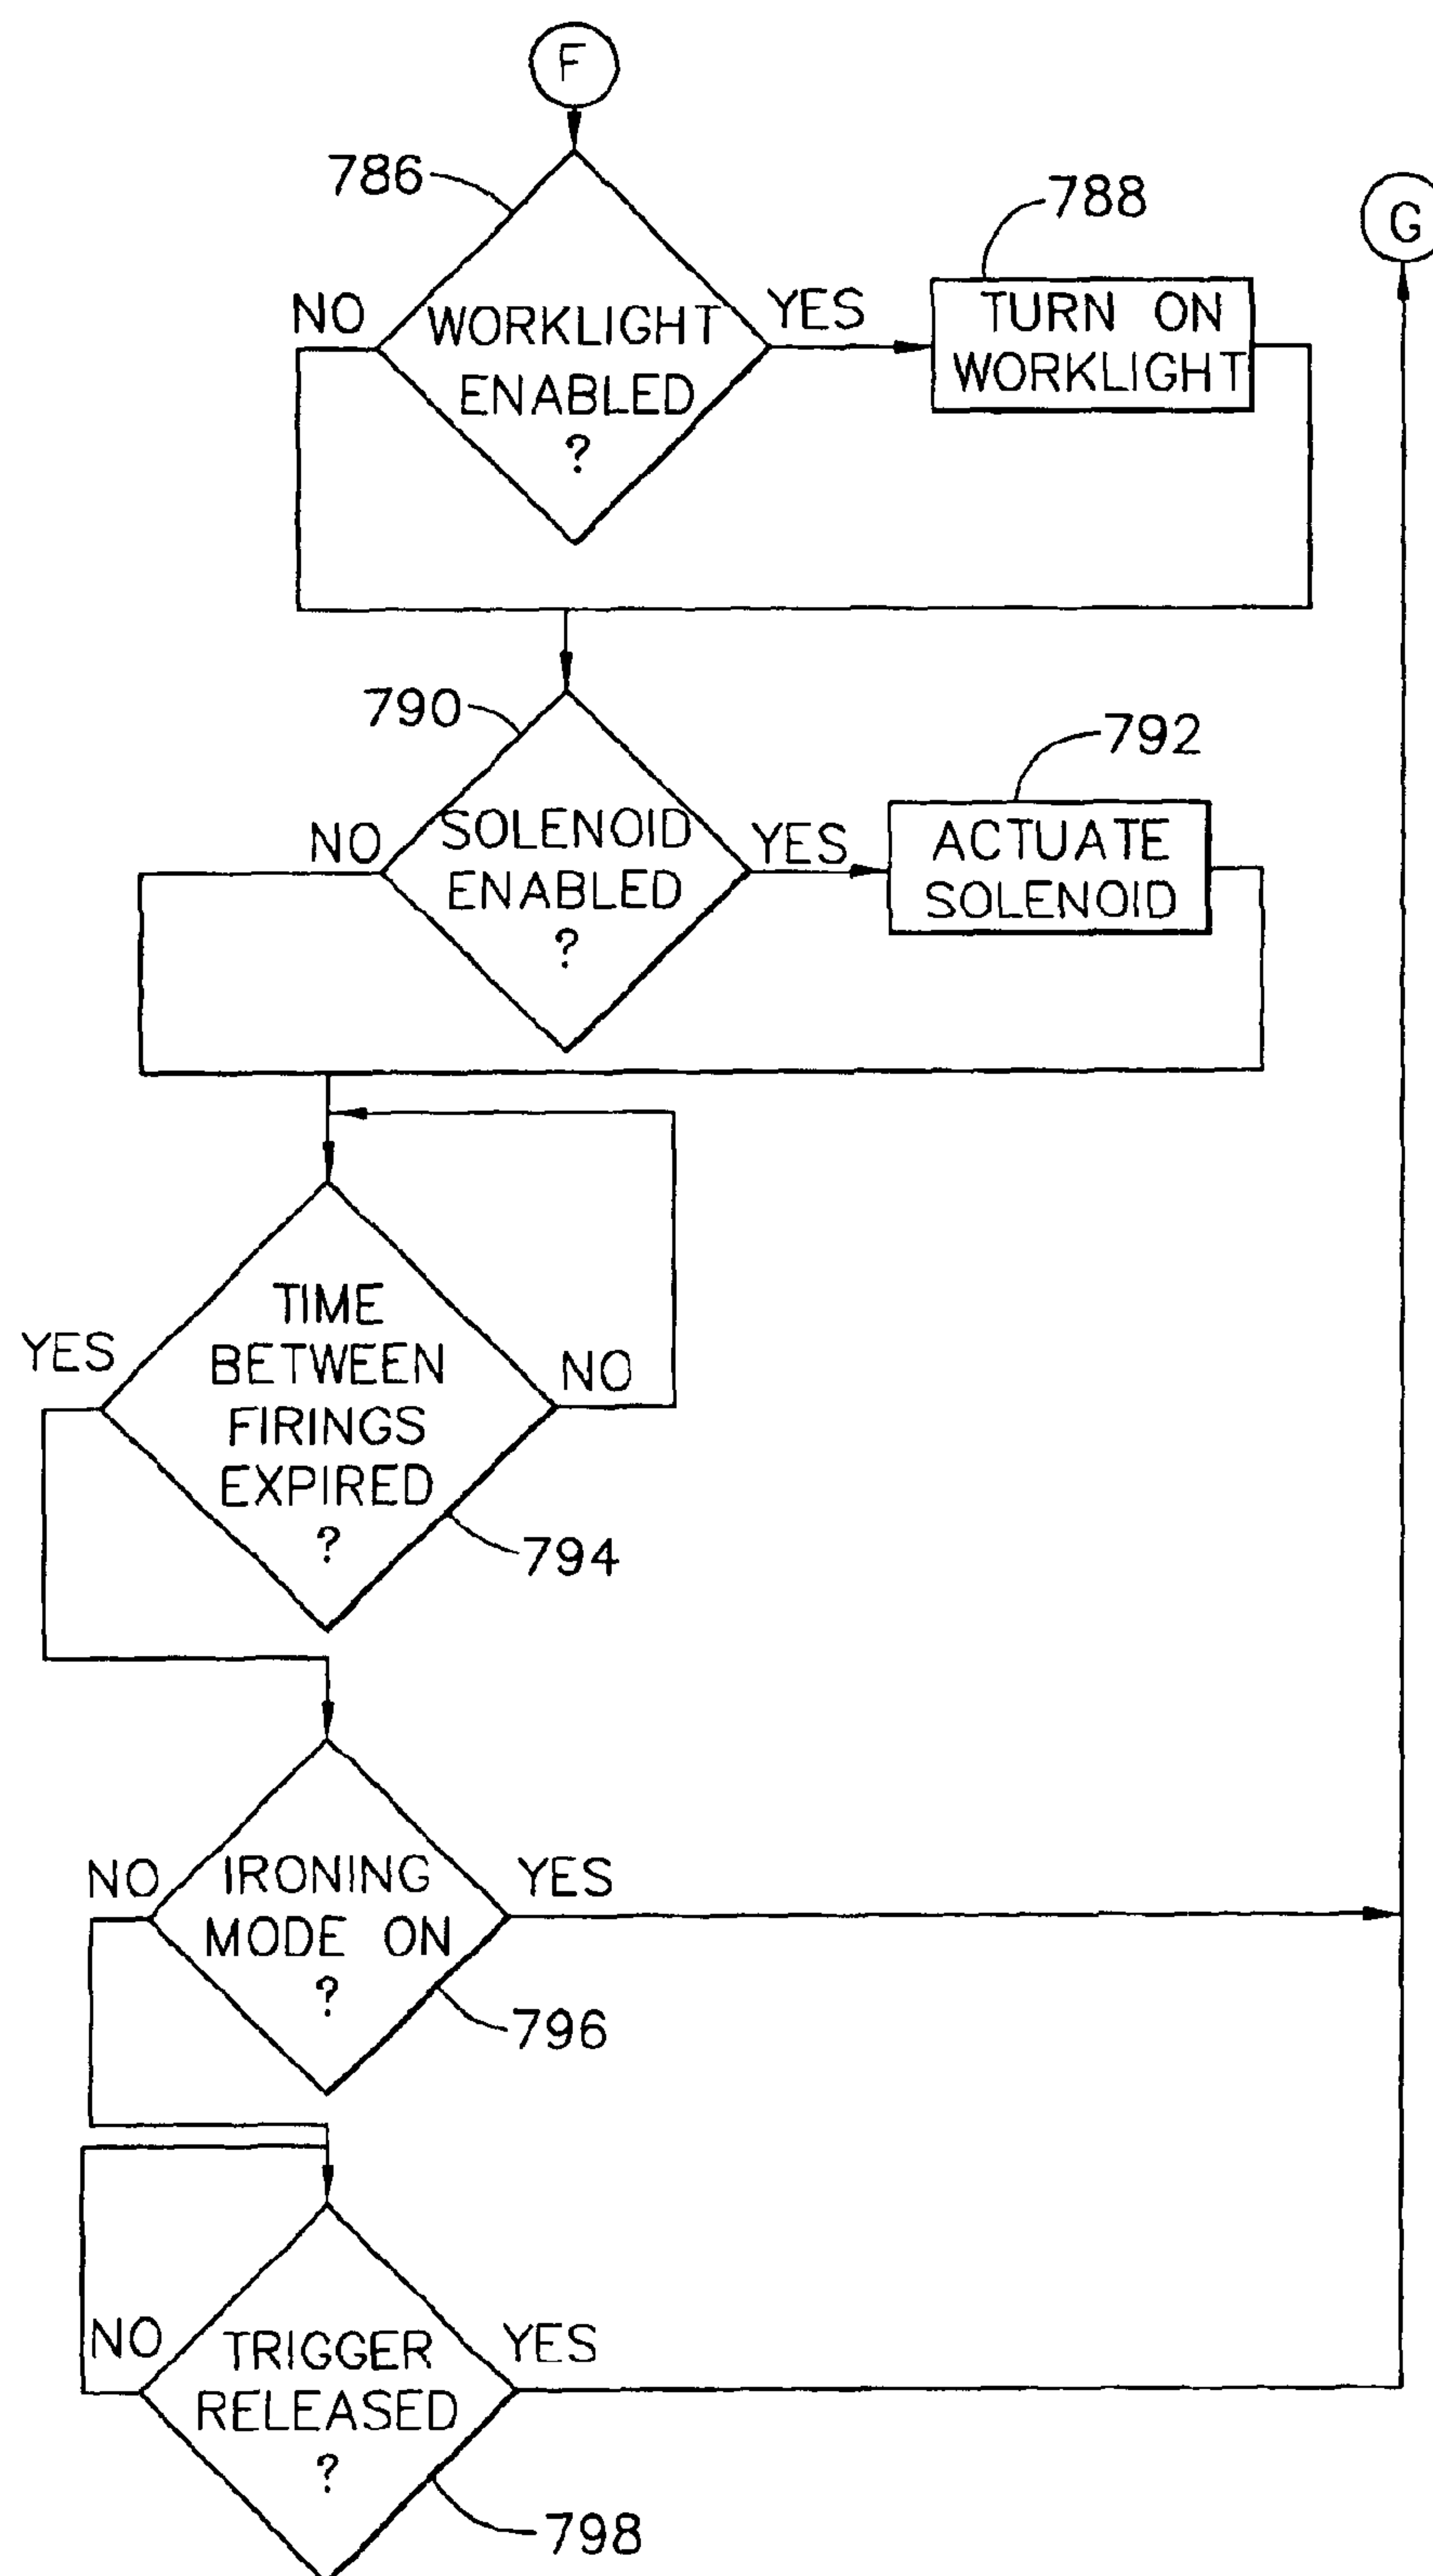 F
786
788
G
NO
WORKLIGHT
ENABLED
?
YES
TURN ON
WORKLIGHT
790
792
NO
SOLENOID
ENABLED
?
YES
ACTUATE
SOLENOID
YES
TIME
BETWEEN
FIRINGS
EXPIRED
?
NO
794
NO
IRONING
MODE ON
?
YES
796
NO
TRIGGER
RELEASED
?
YES
798